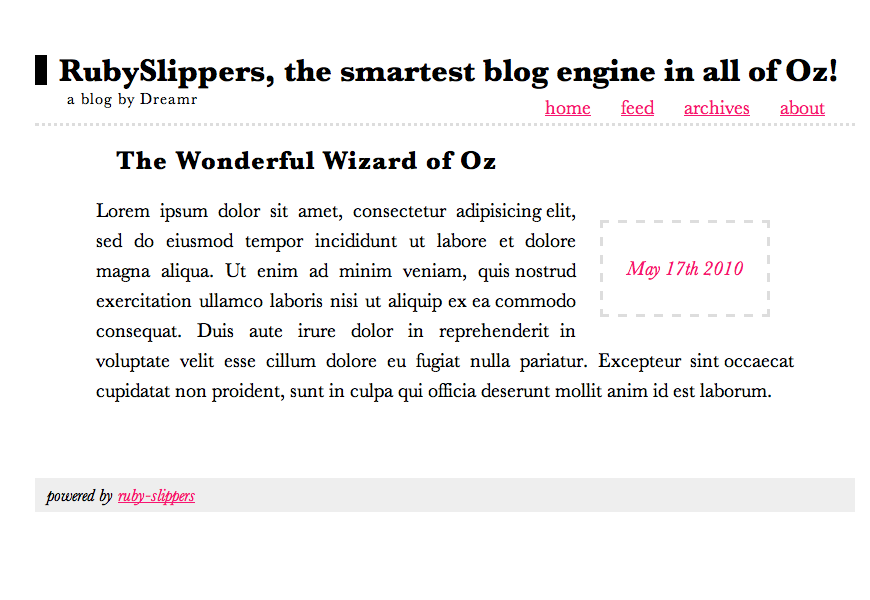 RubySlippers, the smartest blog engine in all of Oz!
a blog by Dreamr
home feed archives about
The Wonderful Wizard of Oz
Lorem ipsum dolor sit amet, consectetur adipisicing elit,
sed do eiusmod tempor incididunt ut labore et dolore
magna aliqua. Ut enim ad minim veniam, quis nostrud
exercitation ullamco laboris nisi ut aliquip ex ea commodo
consequat. Duis aute irure dolor in reprehenderit in
voluptate velit esse cillum dolore eu fugiat nulla pariatur. Excepteur sint occaecat
cupidatat non proident, sunt in culpa qui officia deserunt mollit anim id est laborum.
May 17th 2010
powered by ruby-slippers